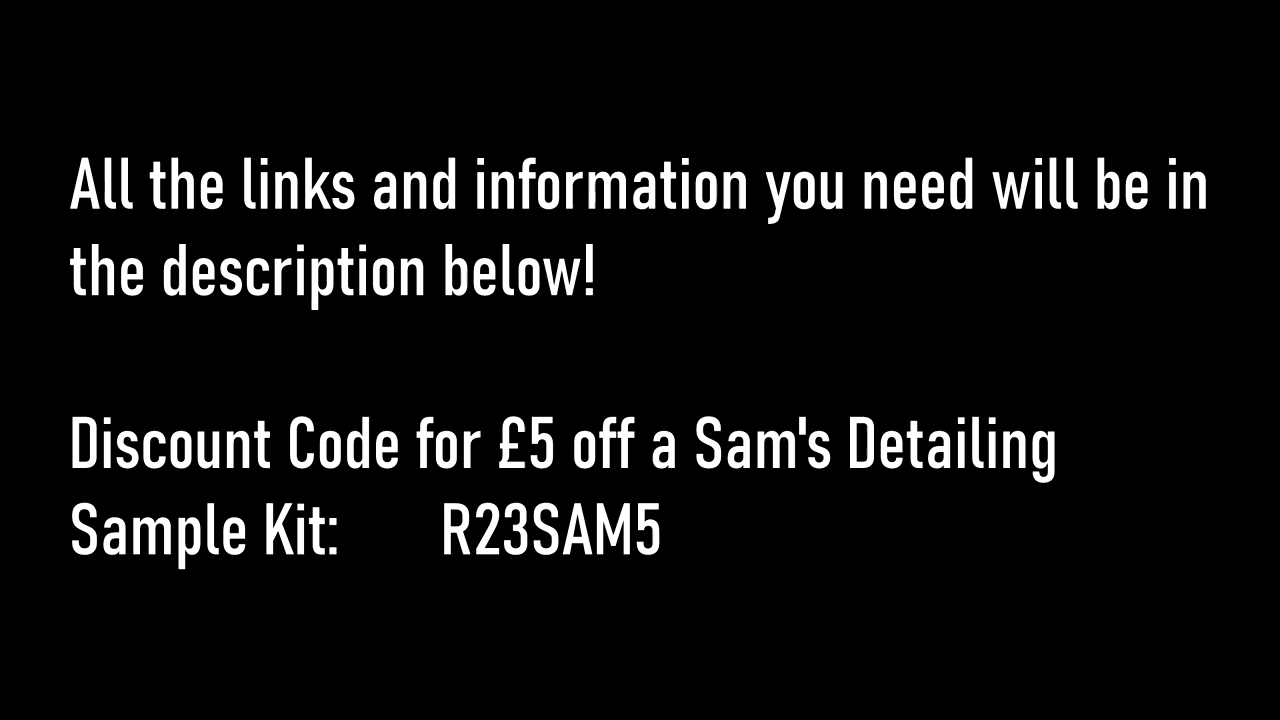 All the links and information you need will be in
the description below!
Discount Code for £5 off a Sam's Detailing
Sample Kit: R23SAM5